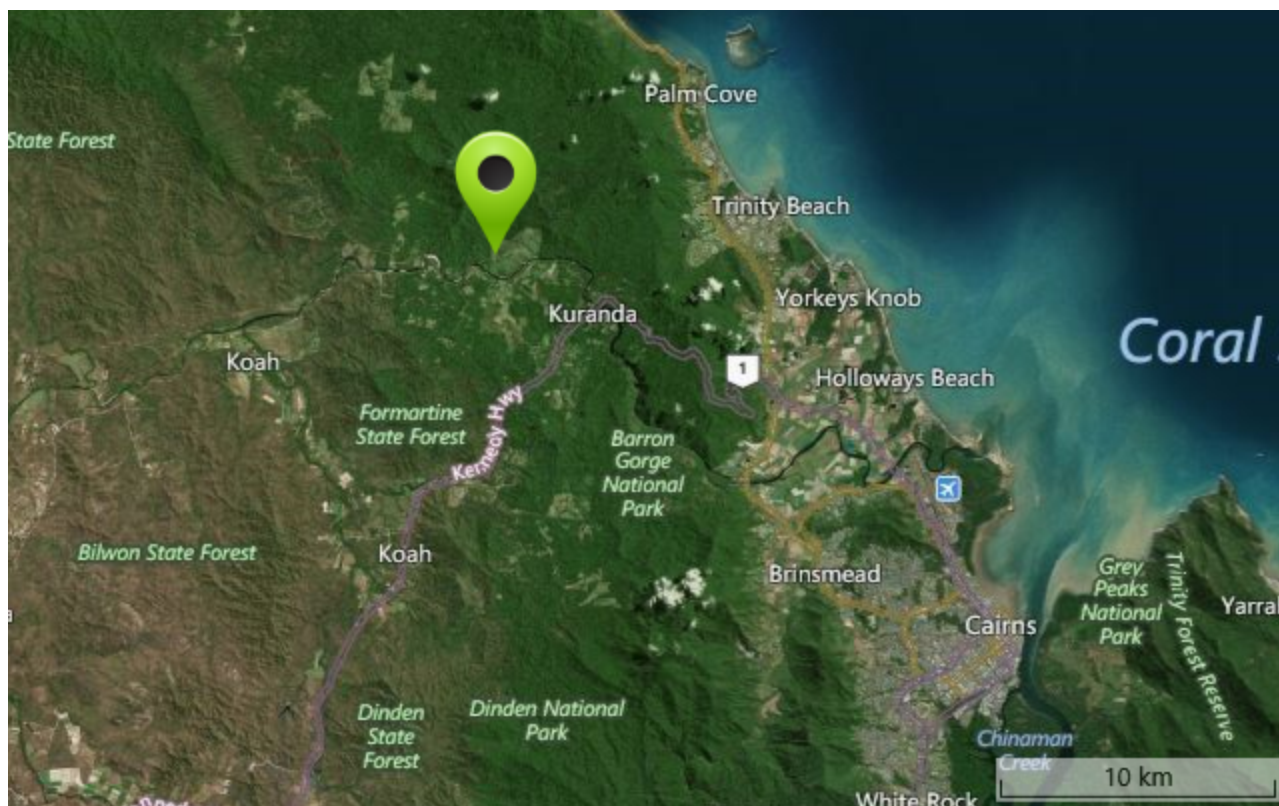 Palm Cove
State Forest
Trinity Beach
Yorkeys Knob
Kuranda
Coral
Koah
1
Holloways Beach
Formartine
State Forest
Kennedy Hwy
Barron
Gorge
National
Park
Bilwon State Forest
Koah
Brinsmead
Grey
Peaks
National
Park
Trinity Forest Reserve
Yarra
Cairns
Dinden
State
Forest
Dinden National
Park
Chinaman
Creek
10 km
White Rock